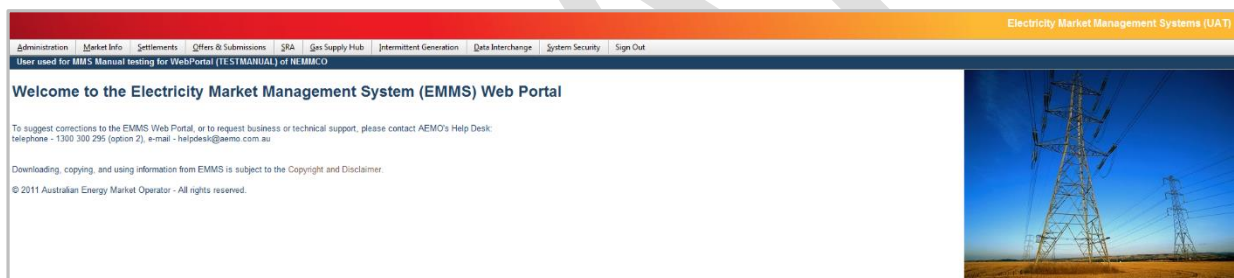 Electricity Market Management Systems (UAT)
Administration Market Info Settlements Offers & Submissions SRA Gas Supply Hub Intermittent Generation Data Interchange System Security Sign Out
User used for MMS Manual testing for WebPortal (TESTMANUAL) of NEMMCO
Welcome to the Electricity Market Management System (EMMS) Web Portal
To suggest corrections to the EMMS Web Portal, or to request business or technical support, please contact AEMO's Help Desk:
telephone - 1300 300 295 (option 2), e-mail - helpdesk@aemo.com.au
Downloading, copying, and using information from EMMS is subject to the Copyright and Disclaimer.
© 2011 Australian Energy Market Operator - All rights reserved.